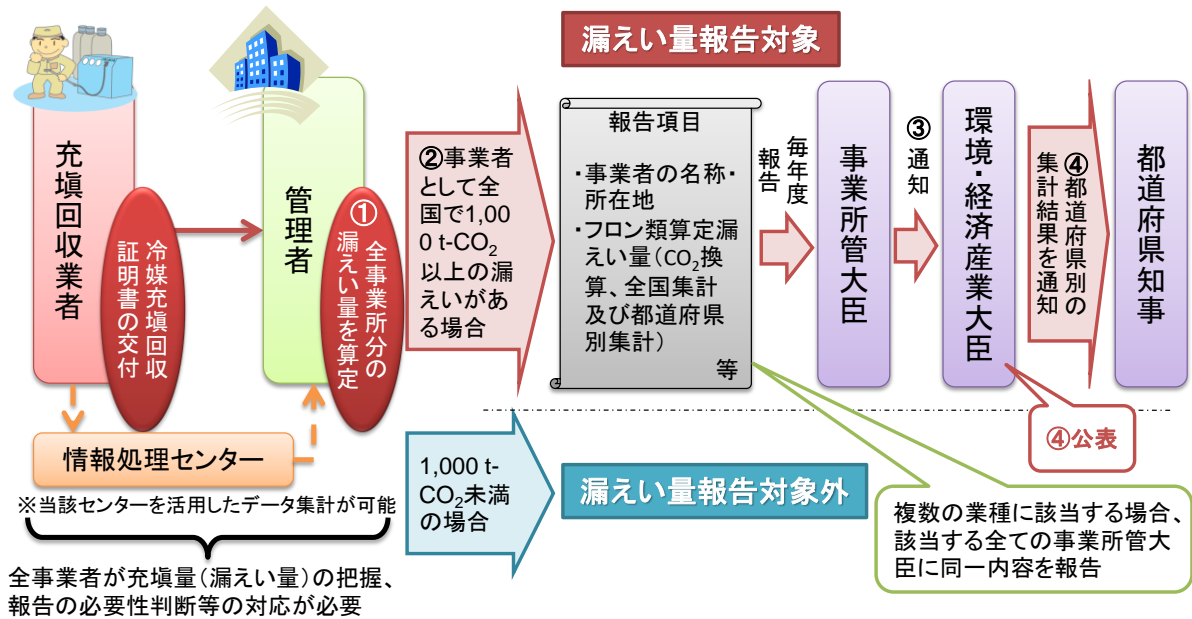 漏えい量報告対象
充填回収業者
冷媒充填回収
証明書の交付
管理者
①全事業所分の
漏えい量を算定
情報処理センター
※当該センターを活用したデータ集計が可能
全事業者が充填量(漏えい量)の把握、
報告の必要性判断等の対応が必要
②事業者
として全
国で1,00
0 t-CO₂
以上の漏
えいがあ
る場合
報告項目
・事業者の名称・
所在地
・フロン類算定漏
えい量(CO₂換
算、全国集計
及び都道府県
別集計)
等
毎年度
報告
事業所管大臣
③
通知
環境・経済産業大臣
④都道府県別の
集計結果を通知
都道府県知事
④公表
1,000 t-
CO₂未満
の場合
漏えい量報告対象外
複数の業種に該当する場合、
該当する全ての事業所管大
臣に同一内容を報告